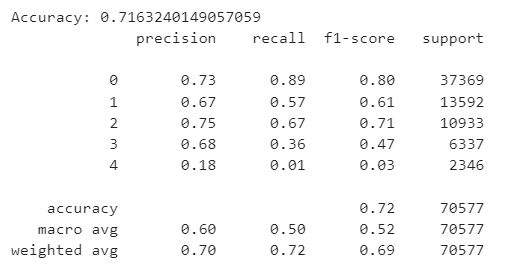 Accuracy: 0.7163240149057059
precision recall f1-score support
0 0.73 0.89 0.80 37369
1 0.67 0.57 0.61 13592
2 0.75 0.67 0.71 10933
3 0.68 0.36 0.47 6337
4 0.18 0.01 0.03 2346
accuracy 0.72 70577
macro avg 0.60 0.50 0.52 70577
weighted avg 0.70 0.72 0.69 70577